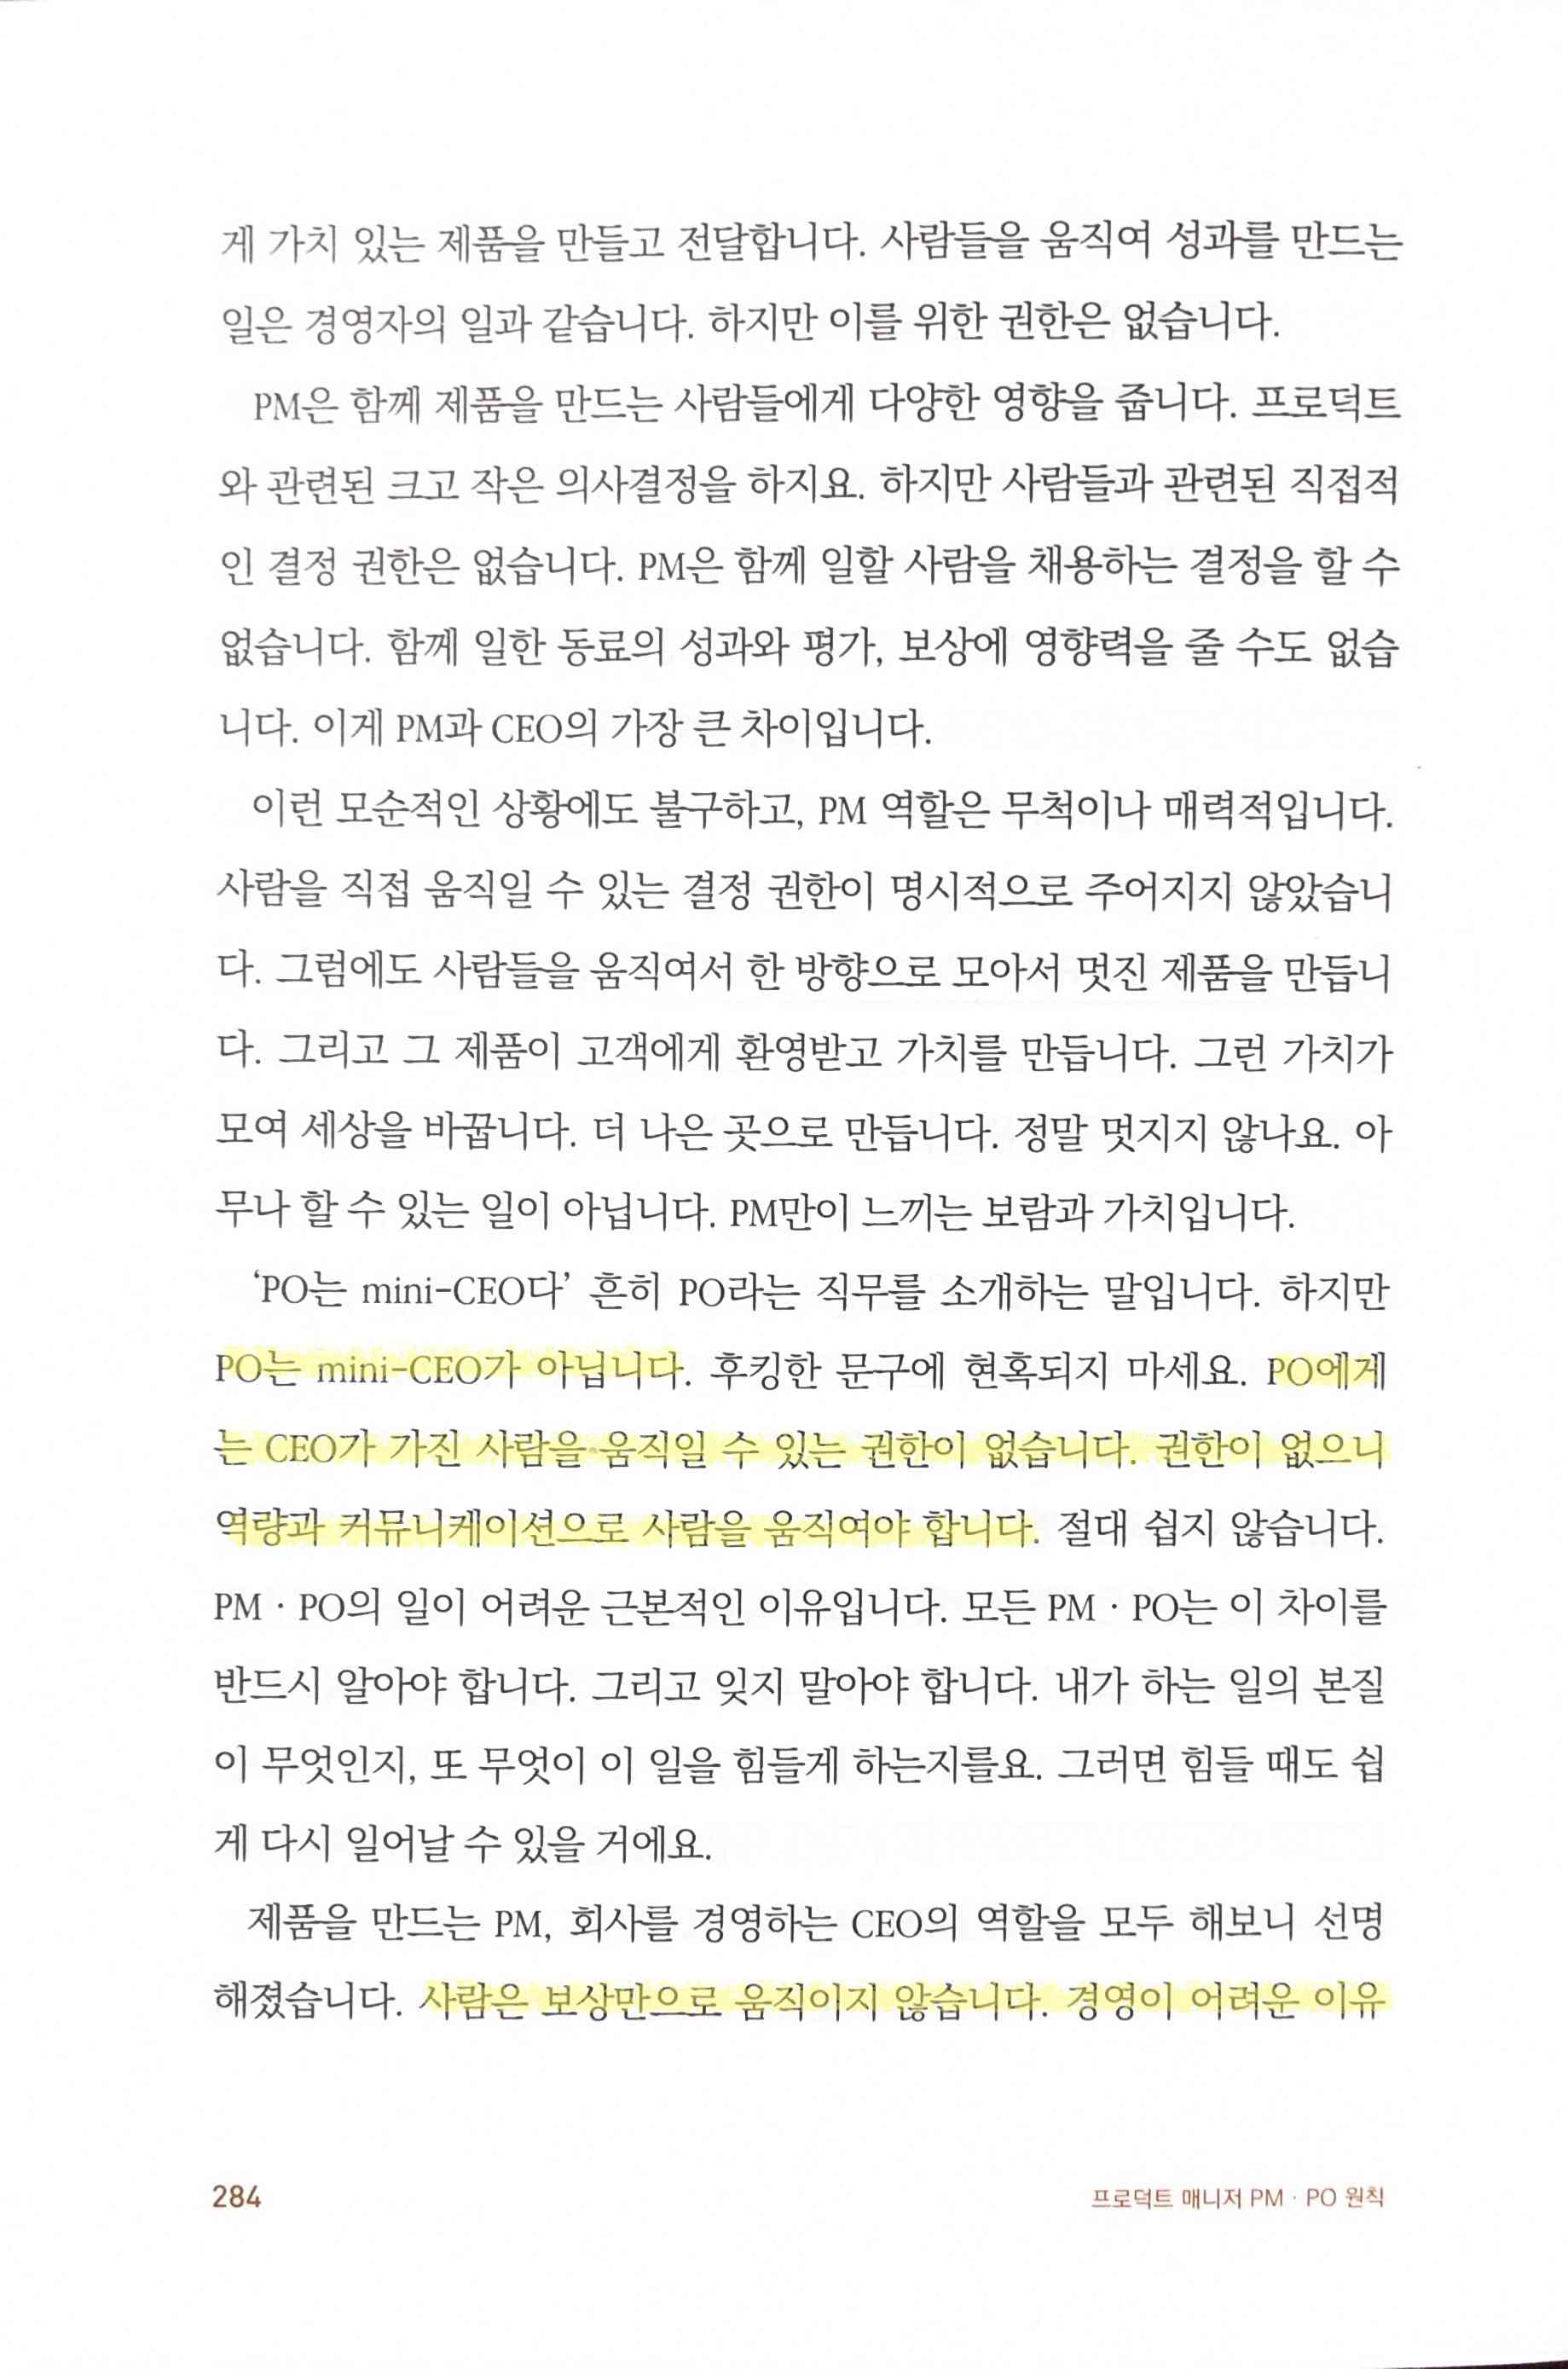 게 가치 있는 제품을 만들고 전달합니다. 사람들을 움직여 성과를 만드는
일은 경영자의 일과 같습니다. 하지만 이를 위한 권한은 없습니다.
PM은 함께 제품을 만드는 사람들에게 다양한 영향을 줍니다. 프로덕트
와 관련된 크고 작은 의사결정을 하지요. 하지만 사람들과 관련된 직접적
인 결정 권한은 없습니다. PM은 함께 일할 사람을 채용하는 결정을 할 수
없습니다. 함께 일한 동료의 성과와 평가, 보상에 영향력을 줄 수도 없습
니다. 이게 PM과 CEO의 가장 큰 차이입니다.
이런 모순적인 상황에도 불구하고, PM 역할은 무척이나 매력적입니다.
사람을 직접 움직일 수 있는 결정 권한이 명시적으로 주어지지 않았습니
다. 그럼에도 사람들을 움직여서 한 방향으로 모아서 멋진 제품을 만듭니
다. 그리고 그 제품이 고객에게 환영받고 가치를 만듭니다. 그런 가치가
모여 세상을 바꿉니다. 더 나은 곳으로 만듭니다. 정말 멋지지 않나요. 아
무나 할 수 있는 일이 아닙니다. PM만이 느끼는 보람과 가치입니다.
‘PO는 mini-CEO다’ 흔히 PO라는 직무를 소개하는 말입니다. 하지만
PO는 mini-CEO가 아닙니다. 후킹한 문구에 현혹되지 마세요. PO에게
는 CEO가 가진 사람을 움직일 수 있는 권한이 없습니다. 권한이 없으니
역량과 커뮤니케이션으로 사람을 움직여야 합니다. 절대 쉽지 않습니다.
PM · PO의 일이 어려운 근본적인 이유입니다. 모든 PM · PO는 이 차이를
반드시 알아야 합니다. 그리고 잊지 말아야 합니다. 내가 하는 일의 본질
이 무엇인지, 또 무엇이 이 일을 힘들게 하는지를요. 그러면 힘들 때도 쉽
게 다시 일어날 수 있을 거에요.
제품을 만드는 PM, 회사를 경영하는 CEO의 역할을 모두 해보니 선명
해졌습니다. 사람은 보상만으로 움직이지 않습니다. 경영이 어려운 이유
284
프로덕트 매니저 PM · PO 원칙